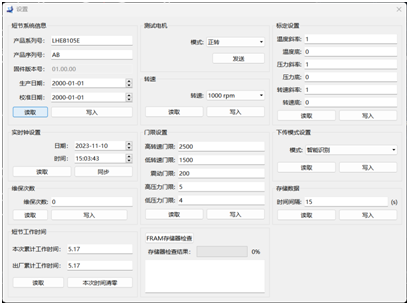 设置
短节系统信息
产品系列号: LHE8105E
产品序列号: A8
固件版本号: 01.00.00
生产日期: 2000-01-01
校准日期: 2000-01-01
读取 写入
实时钟设置
日期: 2023-11-10
时间: 15:03:43
读取 同步
维保次数
维保次数: 0
读取 写入
短节工作时间
本次累计工作时间: 5.17
出厂累计工作时间: 5.17
读取 本次时间清零
测试电机
模式: 正转
发送
转速
转速: 1000 rpm
读取 写入
门限设置
高转速门限: 2500
低转速门限: 1500
震动门限: 200
高压力门限: 5
低压力门限: 4
读取 写入
FRAM存储器检查
存储器检查结果: 0%
标定设置
温度斜率: 1
温度底: 0
压力斜率: 1
压力底: 0
转速斜率: 1
转速底: 0
读取 写入
下传模式设置
模式: 智能识别
读取 写入
存储数据
时间间隔: 15 (s)
读取 写入